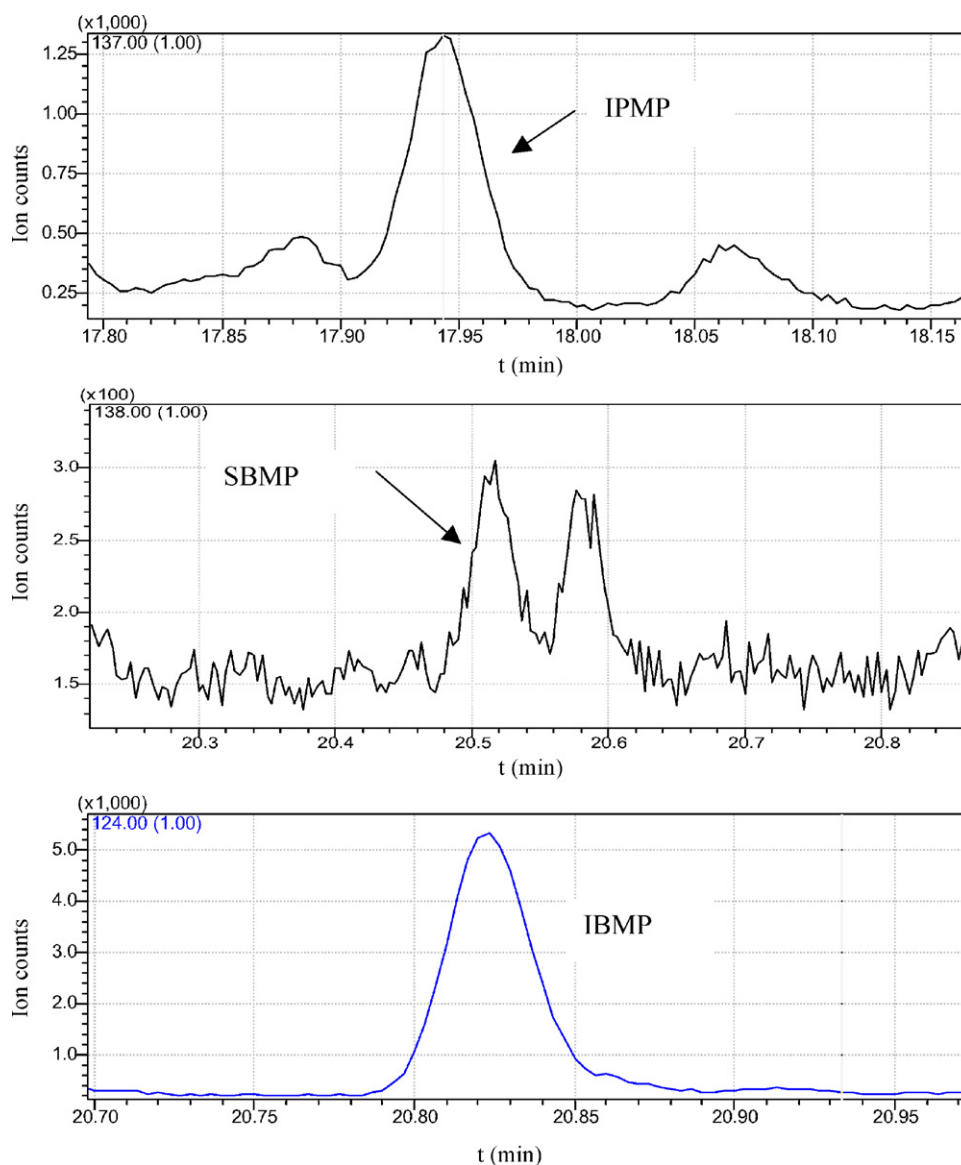 (x1,000)
137.00 (1.00)
1.25
1.00
0.75
0.50
0.25
Ion counts
IPMP
17.80 17.85 17.90 17.95 18.00 18.05 18.10 18.15
t (min)
(x100)
138.00 (1.00)
3.0
2.5
2.0
1.5
Ion counts
SBMP
20.3 20.4 20.5 20.6 20.7 20.8
t (min)
(x1,000)
124.00 (1.00)
5.0
4.0
3.0
2.0
1.0
Ion counts
IBMP
20.70 20.75 20.80 20.85 20.90 20.95
t (min)